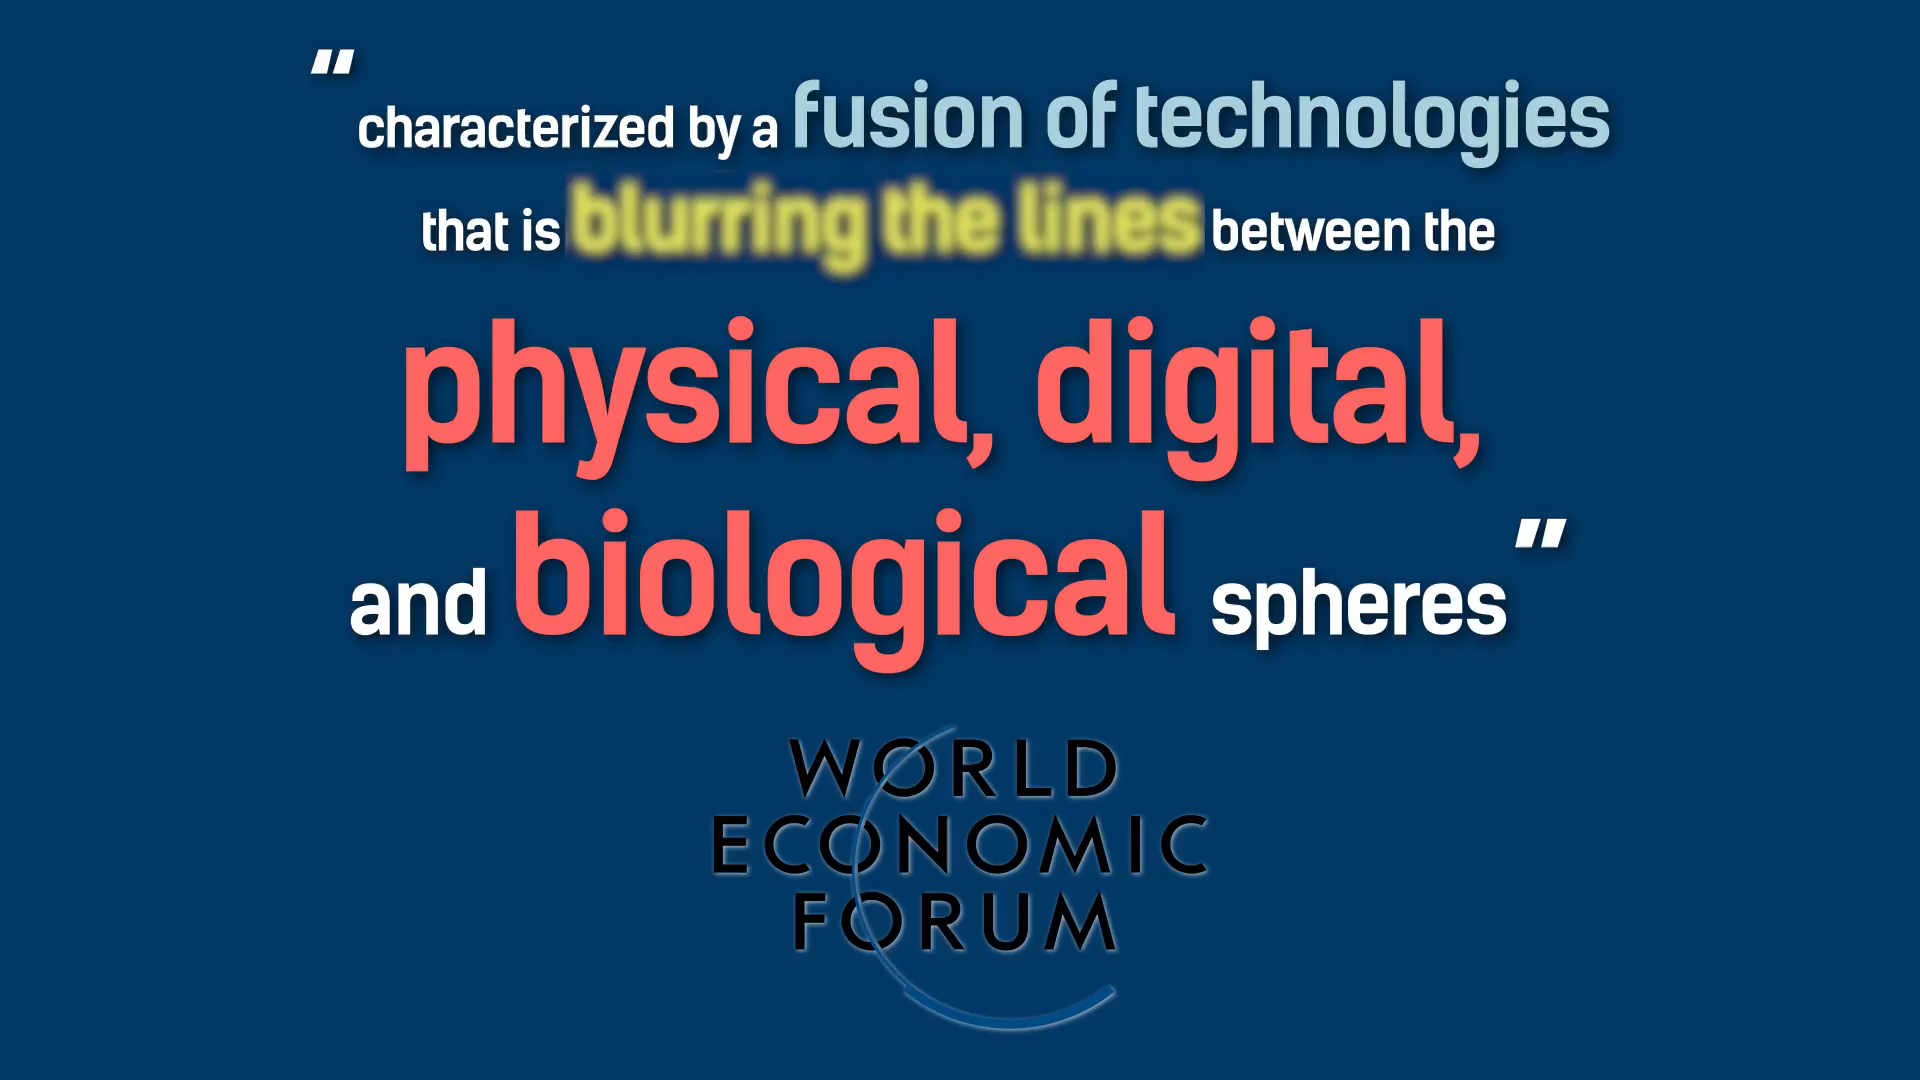 "characterized by a fusion of technologies
that is blurring the lines between the
physical, digital,
and biological spheres"
WORLD
ECONOMIC
FORUM